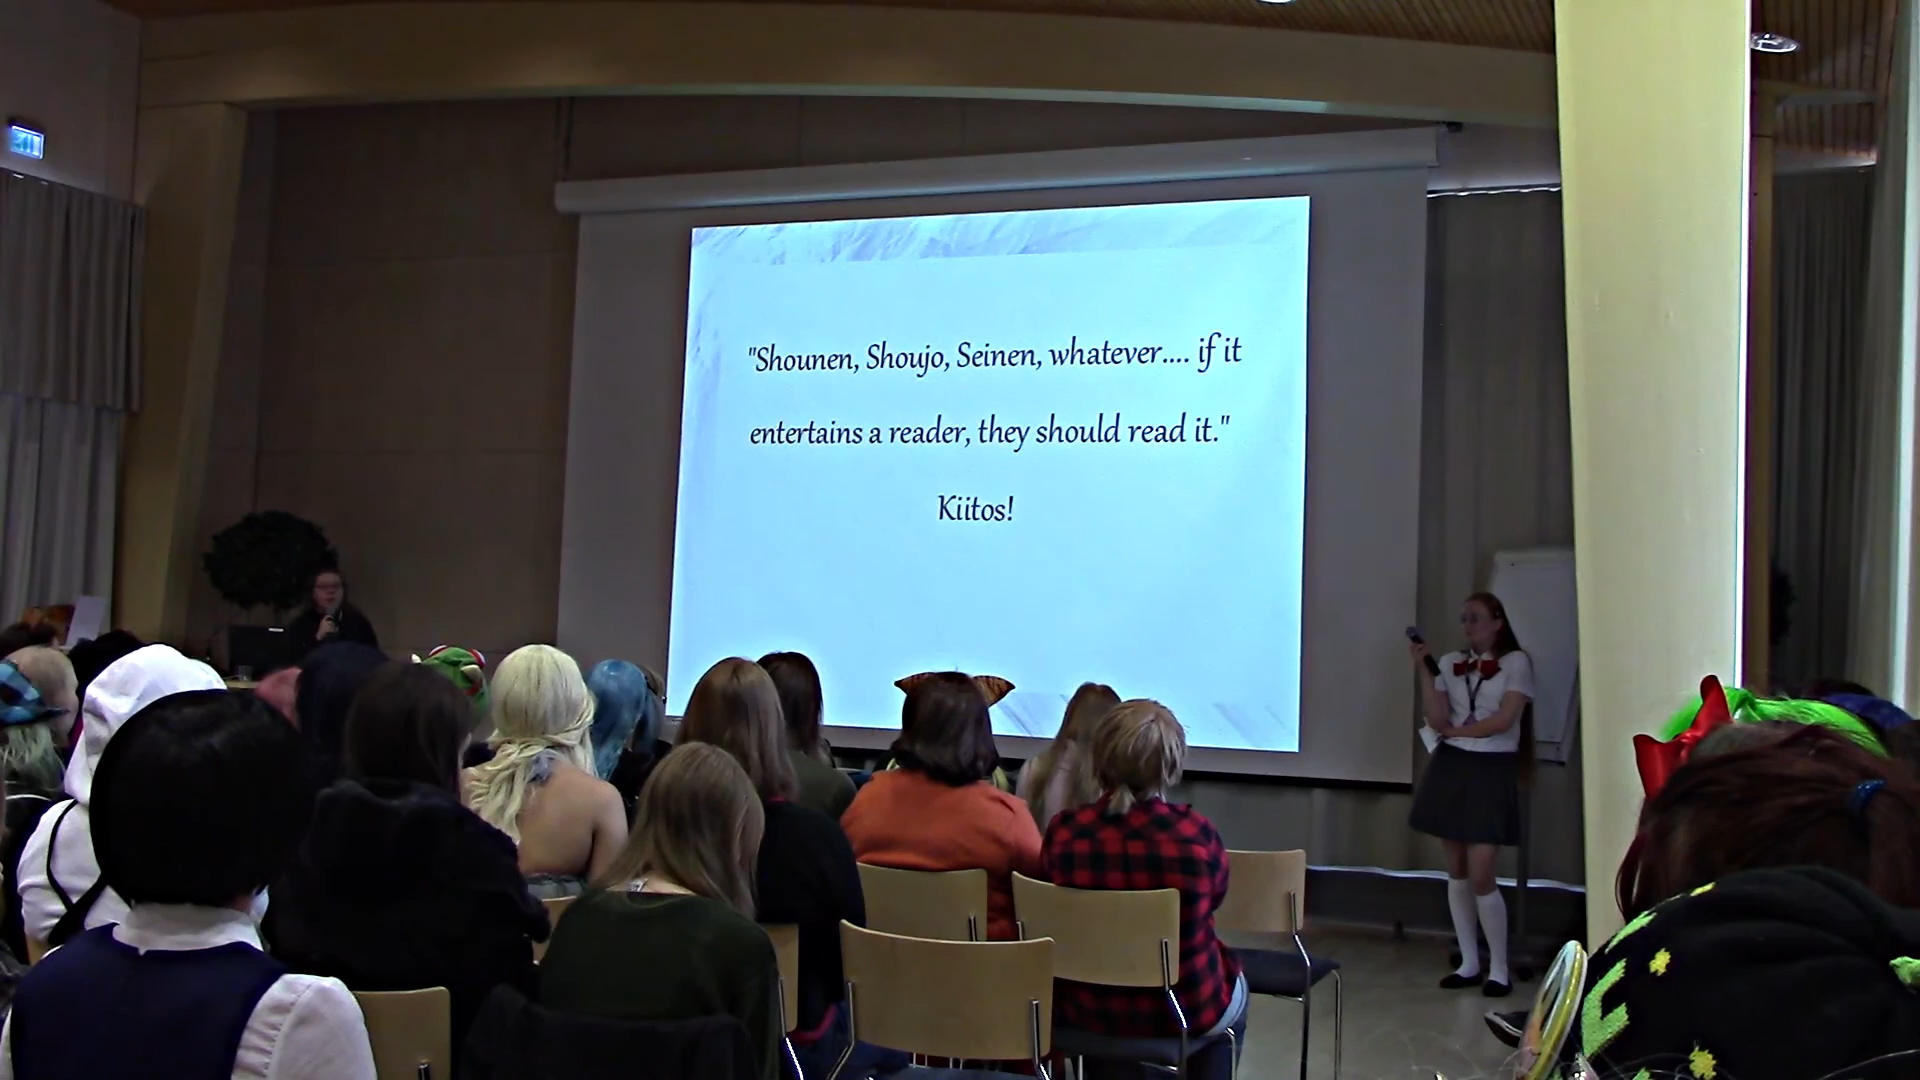 "Shounen, Shoujo, Seinen, whatever.... if it
entertains a reader, they should read it."
Kiitos!